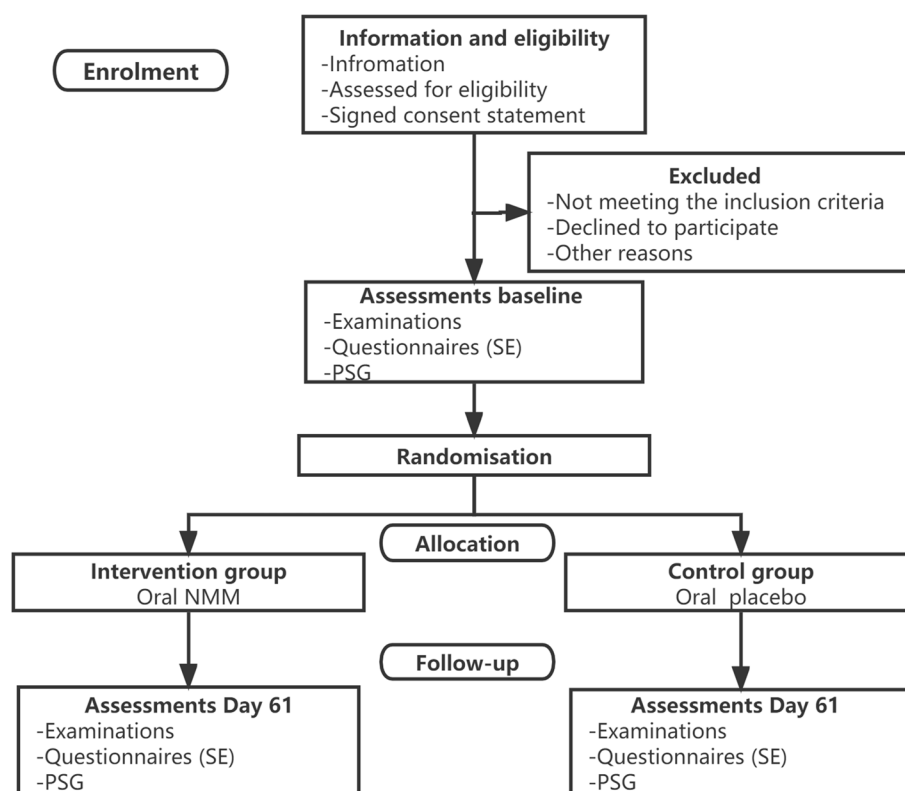 Information and eligibility
-Infromation
-Assessed for eligibility
-Signed consent statement
Enrolment
Excluded
-Not meeting the inclusion criteria
-Declined to participate
-Other reasons
Assessments baseline
-Examinations
-Questionnaires (SE)
-PSG
Randomisation
Allocation
Intervention group
Oral NMM
Control group
Oral placebo
Follow-up
Assessments Day 61
-Examinations
-Questionnaires (SE)
-PSG
Assessments Day 61
-Examinations
-Questionnaires (SE)
-PSG